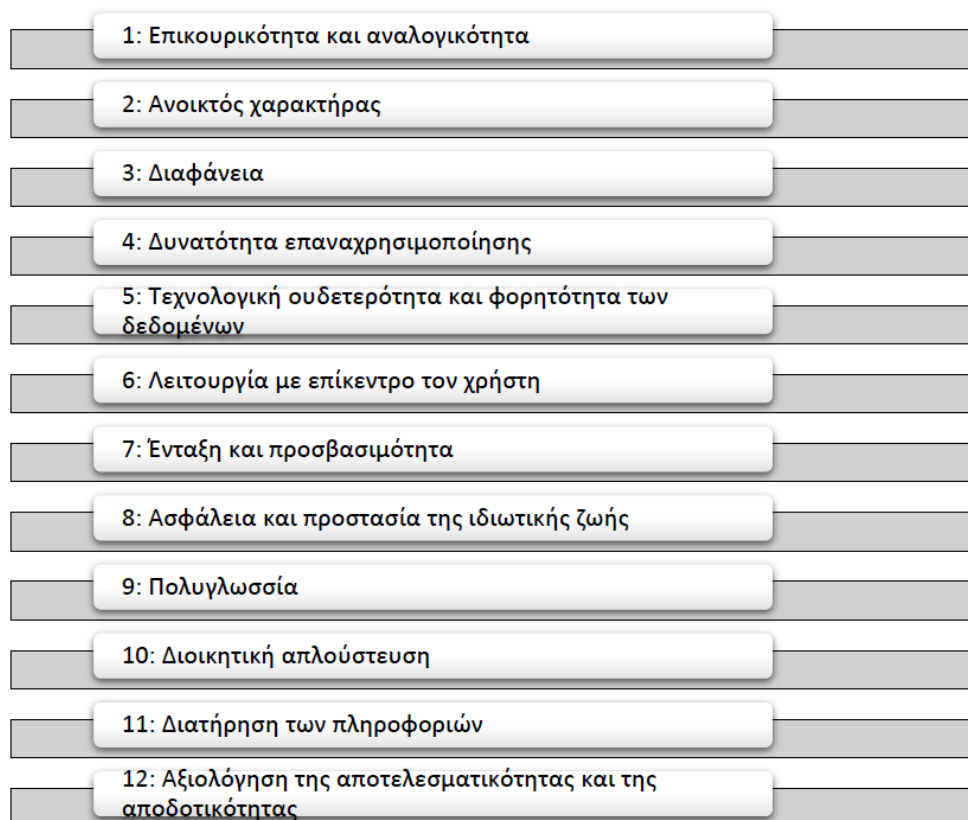 1: Επικουρικότητα και αναλογικότητα
2: Ανοικτός χαρακτήρας
3: Διαφάνεια
4: Δυνατότητα επαναχρησιμοποίησης
5: Τεχνολογική ουδετερότητα και φορητότητα των
δεδομένων
6: Λειτουργία με επίκεντρο τον χρήστη
7: Ένταξη και προσβασιμότητα
8: Ασφάλεια και προστασία της ιδιωτικής ζωής
9: Πολυγλωσσία
10: Διοικητική απλούστευση
11: Διατήρηση των πληροφοριών
12: Αξιολόγηση της αποτελεσματικότητας και της
αποδοτικότητας